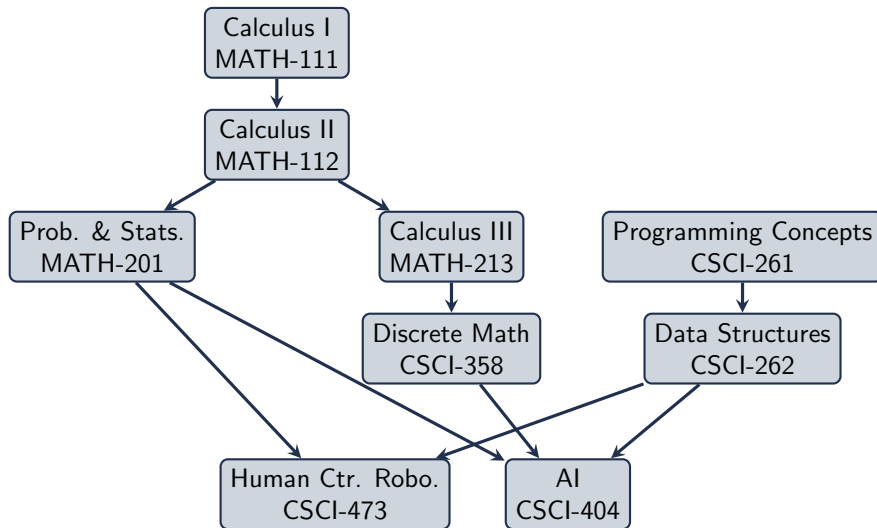 Calculus I
MATH-111
Calculus II
MATH-112
Prob. & Stats.
MATH-201
Calculus III
MATH-213
Programming Concepts
CSCI-261
Discrete Math
CSCI-358
Data Structures
CSCI-262
Human Ctr. Robo.
CSCI-473
AI
CSCI-404